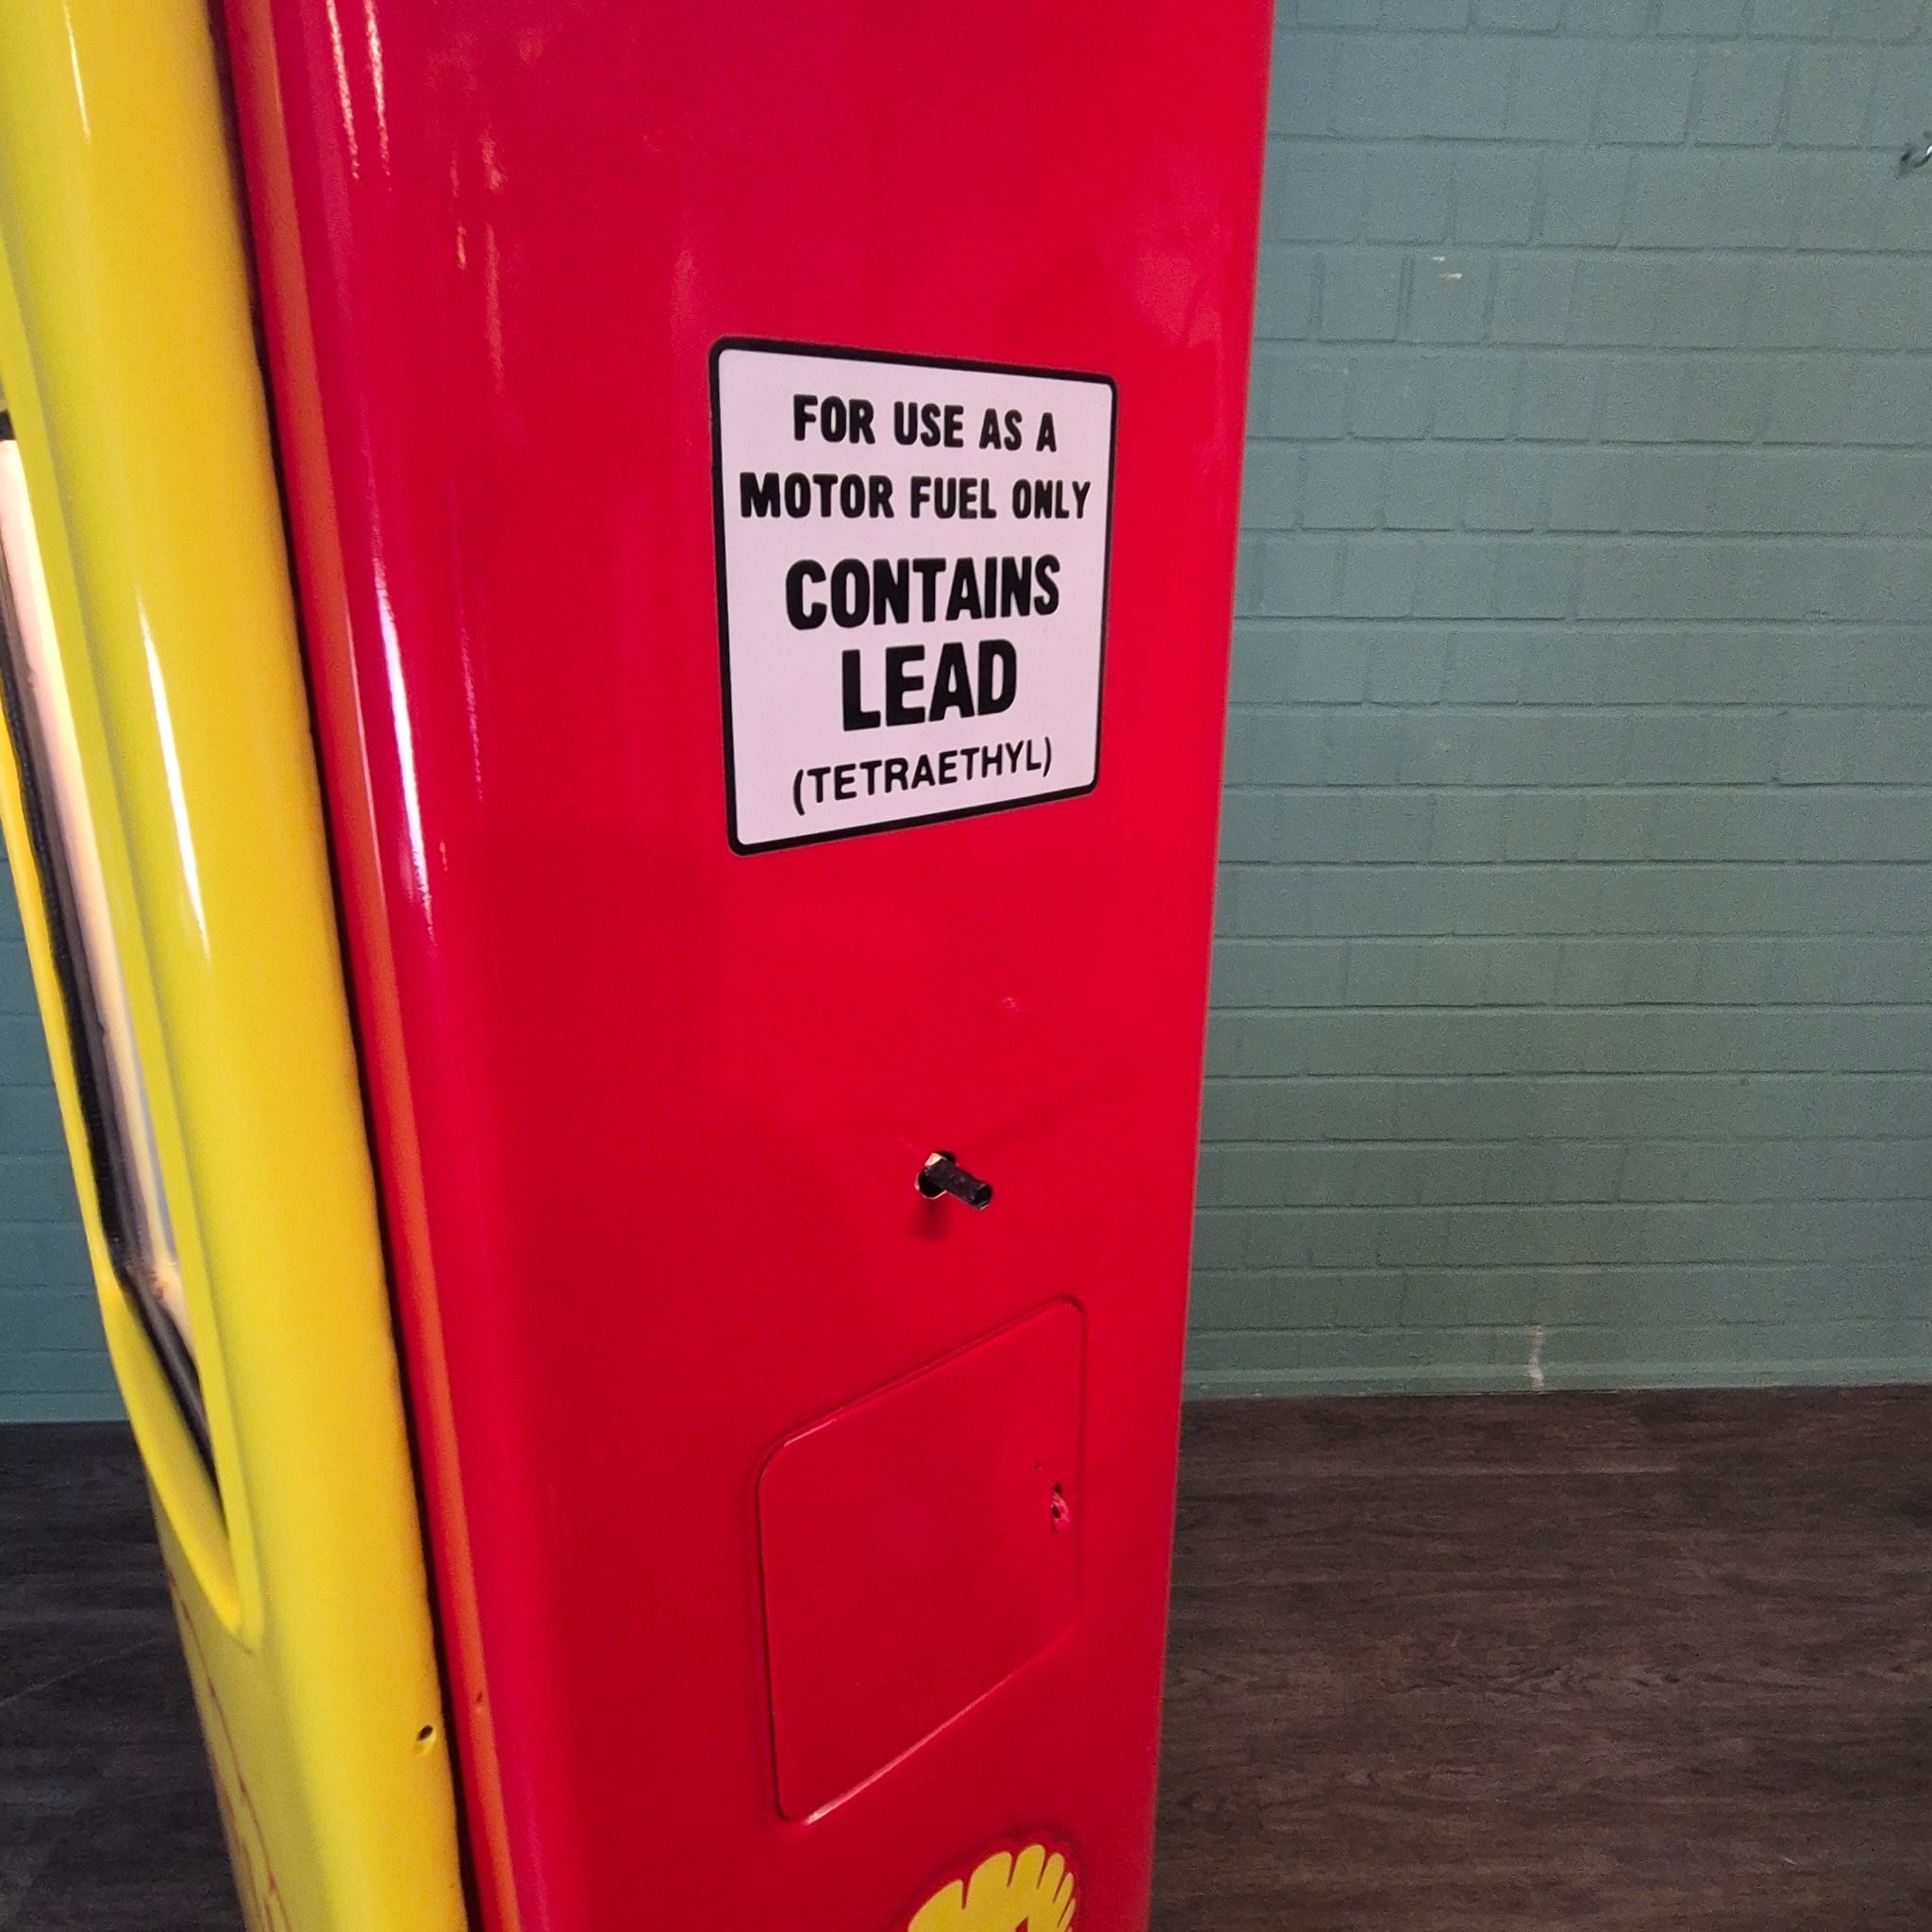 FOR USE AS A
MOTOR FUEL ONLY
CONTAINS
LEAD
(TETRAETHYL)